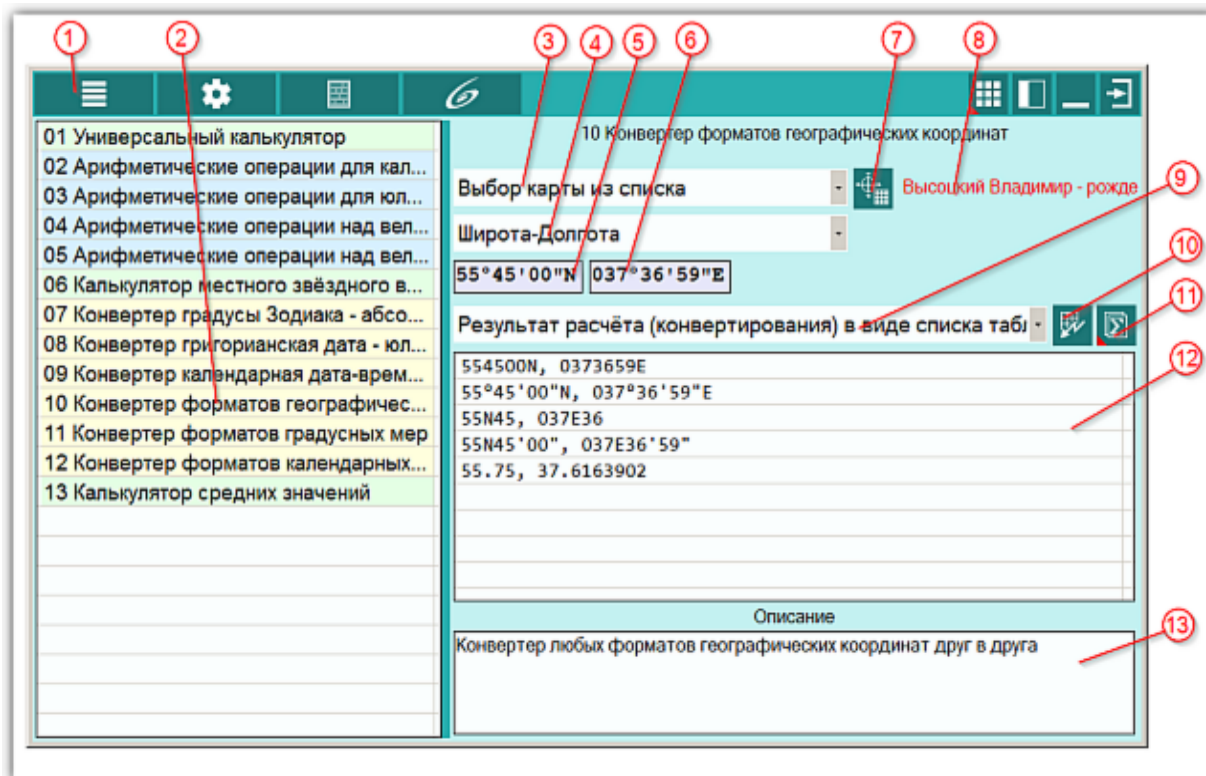 1
2
3
4
5
6
7
8
10 Конвертер форматов географических координат
01 Универсальный калькулятор
02 Арифметические операции для кал...
03 Арифметические операции для юл...
04 Арифметические операции над вел...
05 Арифметические операции над вел...
06 Калькулятор местного звёздного в...
07 Конвертер градусы Зодиака - абсо...
08 Конвертер григорианская дата - юл...
09 Конвертер календарная дата-врем...
10 Конвертер форматов географичес...
11 Конвертер форматов градусных мер
12 Конвертер форматов календарных...
13 Калькулятор средних значений
Выбор карты из списка
Высоцкий Владимир - рожде
9
Широта-Долгота
55°45'00"N 037°36'59"E
10
11
Результат расчёта (конвертирования) в виде списка табл
12
554500N, 0373659E
55°45'00"N, 037°36'59"E
55N45, 037E36
55N45'00", 037E36'59"
55.75, 37.6163902
Описание
13
Конвертер любых форматов географических координат друг в друга